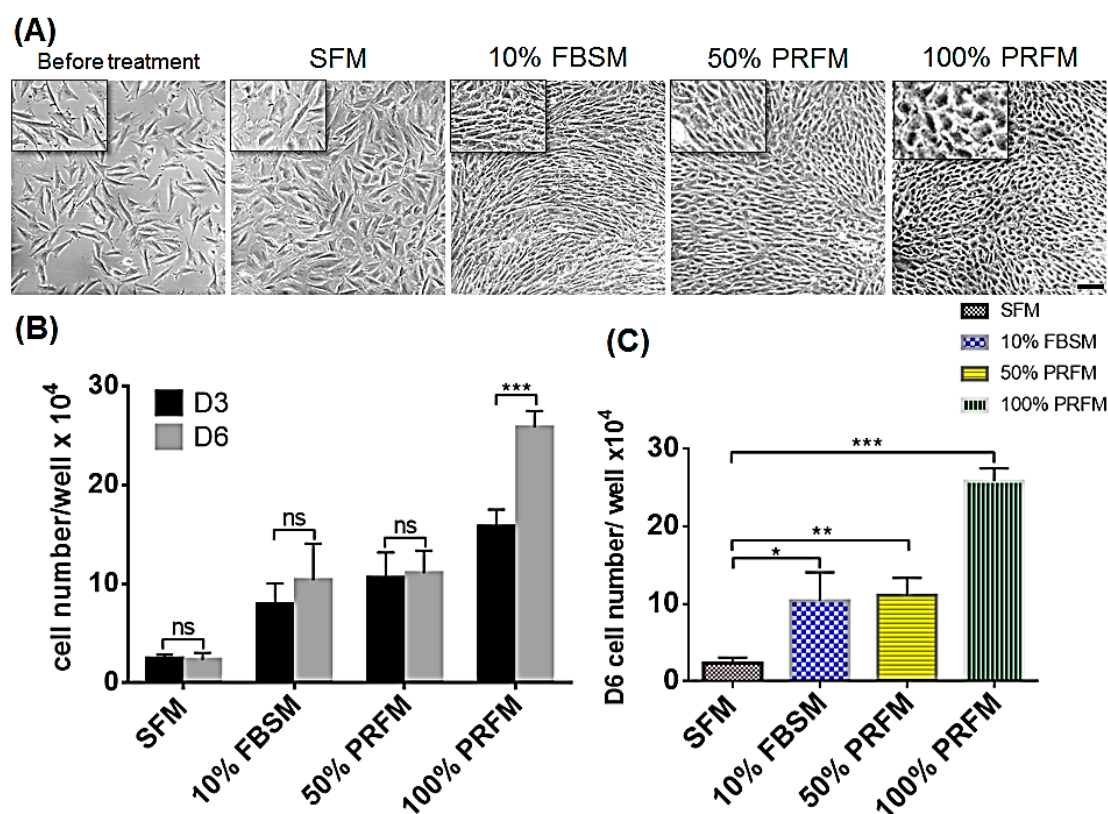 (A)
Before treatment SFM 10% FBSM 50% PRFM 100% PRFM
(B)
cell number/well x 10⁴
30
20
10
0
D3
D6
ns
ns
ns
***
SFM
10% FBSM
50% PRFM
100% PRFM
(C)
SFM
10% FBSM
50% PRFM
100% PRFM
D6 cell number/ well x10⁴
30
20
10
0
***
**
*
SFM
10% FBSM
50% PRFM
100% PRFM